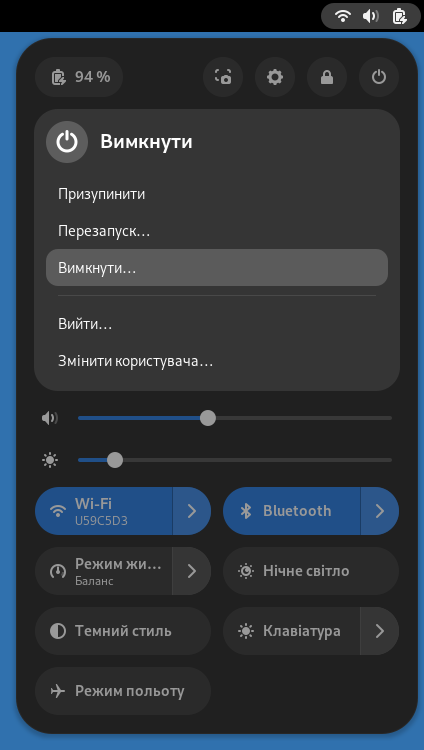 94 %
Вимкнути
Призупинити
Перезапуск…
Вимкнути…
Вийти…
Змінити користувача…
Wi-Fi
U59C5D3
Bluetooth
Режим жи…
Баланс
Нічне світло
Темний стиль
Клавіатура
Режим польоту